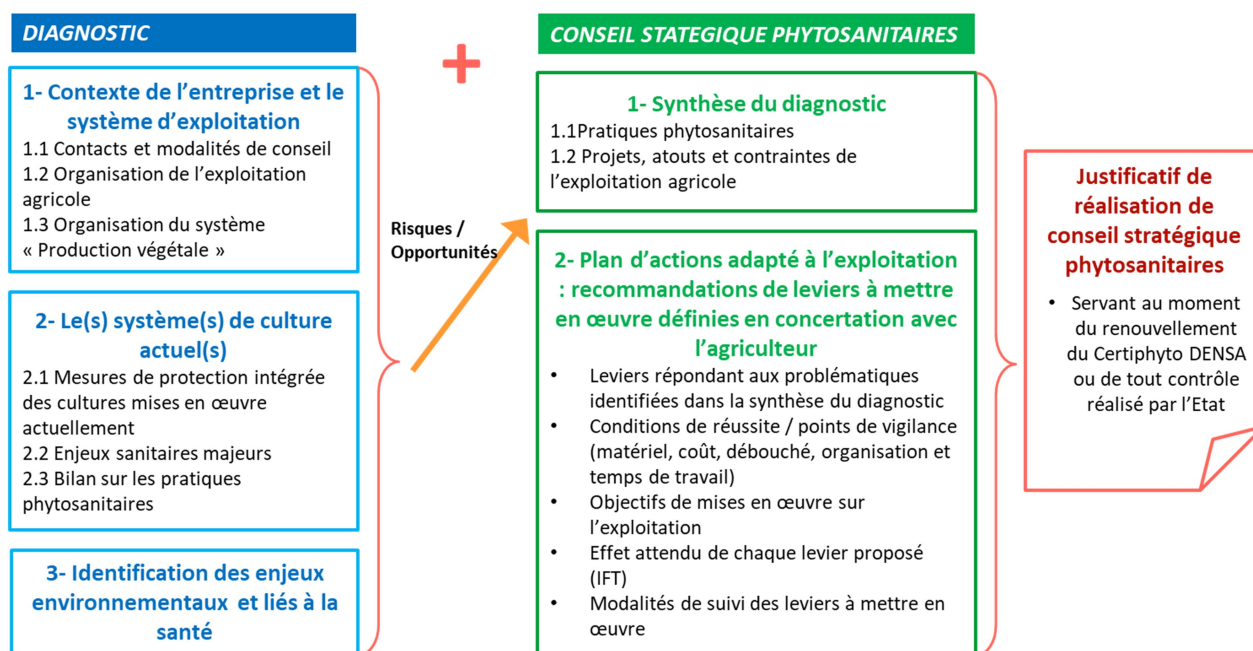 DIAGNOSTIC
1- Contexte de l'entreprise et le
système d'exploitation
1.1 Contacts et modalités de conseil
1.2 Organisation de l'exploitation
agricole
1.3 Organisation du système
« Production végétale »
2- Le(s) système(s) de culture
actuel(s)
2.1 Mesures de protection intégrée
des cultures mises en œuvre
actuellement
2.2 Enjeux sanitaires majeurs
2.3 Bilan sur les pratiques
phytosanitaires
3- Identification des enjeux
environnementaux et liés à la
santé
+
Risques /
Opportunités
CONSEIL STATEGIQUE PHYTOSANITAIRES
1- Synthèse du diagnostic
1.1Pratiques phytosanitaires
1.2 Projets, atouts et contraintes de
l'exploitation agricole
2- Plan d'actions adapté à l'exploitation
: recommandations de leviers à mettre
en œuvre définies en concertation avec
l'agriculteur
• Leviers répondant aux problématiques
identifiées dans la synthèse du diagnostic
• Conditions de réussite / points de vigilance
(matériel, coût, débouché, organisation et
temps de travail)
• Objectifs de mises en œuvre sur
l'exploitation
• Effet attendu de chaque levier proposé
(IFT)
• Modalités de suivi des leviers à mettre en
œuvre
Justificatif de
réalisation de
conseil stratégique
phytosanitaires
• Servant au moment
du renouvellement
du Certiphyto DENSA
ou de tout contrôle
réalisé par l'Etat